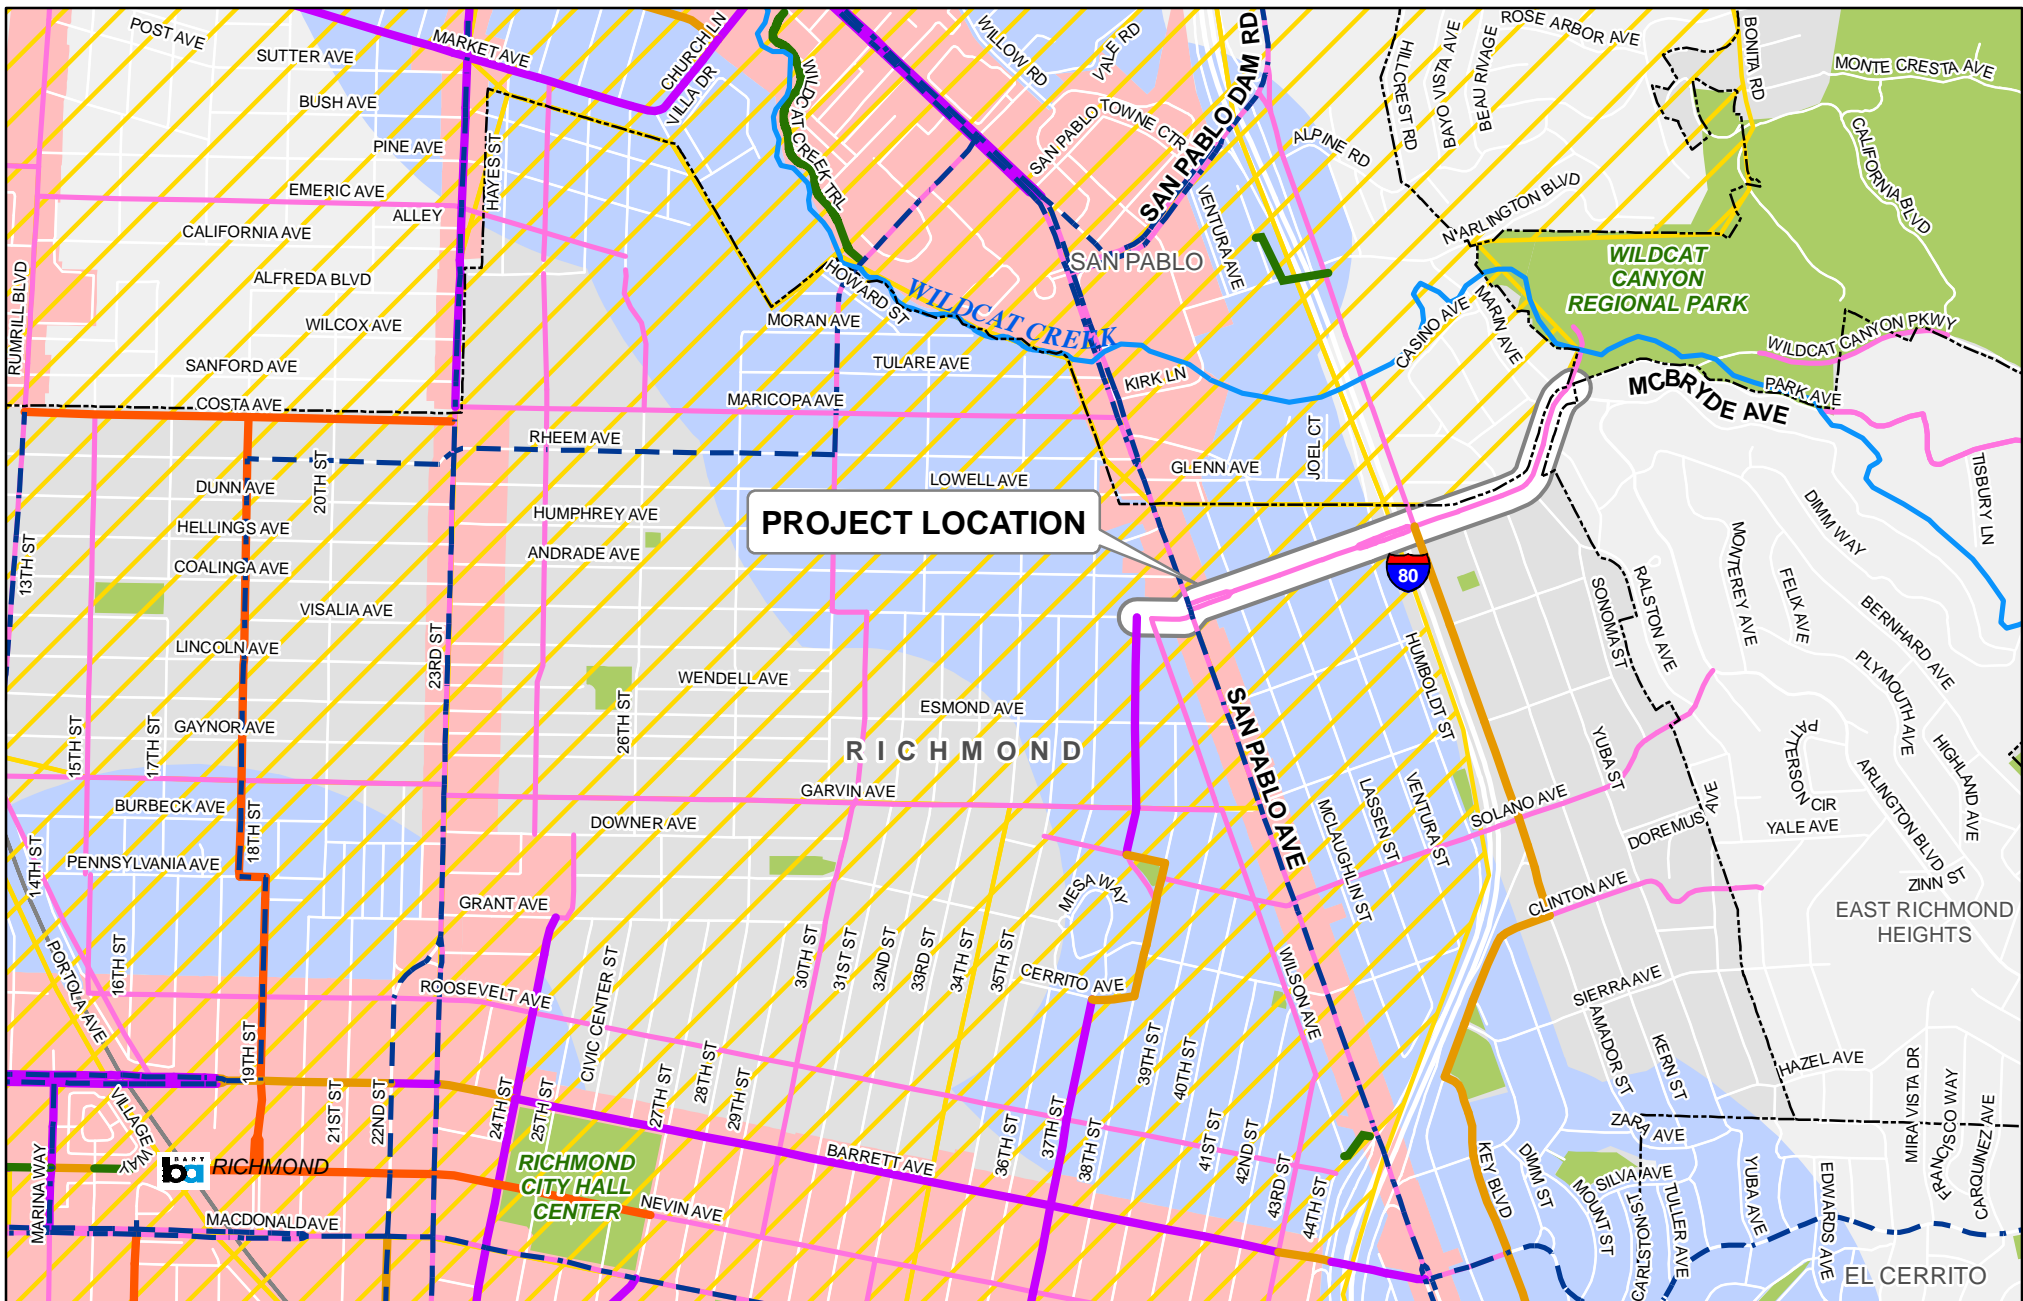 POST AVE
SUTTER AVE
MARKET AVE
CHURCH LN
VILLA DR
WILLOW RD
VALE RD
SAN PABLO DAM RD
HILLCREST RD
BAYO VISTA AVE
BEAU RIVAGE
ROSE ARBOR AVE
BONITA RD
MONTE CRESTA AVE
BUSH AVE
PINE AVE
HAYES ST
WILDCAT CREEK TRL
SAN PABLO TOWNE CTR
ALPINE RD
CALIFORNIA BLVD
EMERIC AVE
ALLEY
CALIFORNIA AVE
VENTURA AVE
N ARLINGTON BLVD
SAN PABLO
WILDCAT
CANYON
REGIONAL PARK
RUMRILL BLVD
ALFREDA BLVD
HOWARD ST
WILDCAT CREEK
WILCOX AVE
MORAN AVE
CASINO AVE
MARIN AVE
WILDCAT CANYON PKWY
SANFORD AVE
TULARE AVE
KIRK LN
MCBRYDE AVE
PARK AVE
COSTA AVE
MARICOPA AVE
RHEEM AVE
JOEL CT
GLENN AVE
TISBURY LN
20TH ST
DUNN AVE
LOWELL AVE
DIMM WAY
HELLINGS AVE
HUMPHREY AVE
PROJECT LOCATION
MONTEREY AVE
13TH ST
COALINGA AVE
ANDRADE AVE
80
SONOMA ST
RALSTON AVE
FELIX AVE
BERNHARD AVE
VISALIA AVE
LINCOLN AVE
23RD ST
WENDELL AVE
HUMBOLDT ST
PLYMOUTH AVE
15TH ST
17TH ST
GAYNOR AVE
26TH ST
ESMOND AVE
RICHMOND
SAN PABLO AVE
YUBA ST
PATTERSON CIR
HIGHLAND AVE
BURBECK AVE
18TH ST
GARVIN AVE
DOWNER AVE
MCLAUGHLIN ST
LASSEN ST
VENTURA ST
SOLANO AVE
DOREMUS AVE
YALE AVE
ARLINGTON BLVD
14TH ST
PENNSYLVANIA AVE
GRANT AVE
MESA WAY
CLINTON AVE
ZINN ST
EAST RICHMOND
HEIGHTS
PORTOLA AVE
16TH ST
ROOSEVELT AVE
CIVIC CENTER ST
30TH ST
31ST ST
32ND ST
33RD ST
34TH ST
35TH ST
CERRITO AVE
WILSON AVE
SIERRA AVE
AMADOR ST
KERN ST
HAZEL AVE
19TH ST
VILLAGE WAY
21ST ST
22ND ST
24TH ST
25TH ST
27TH ST
28TH ST
29TH ST
36TH ST
37TH ST
38TH ST
39TH ST
40TH ST
41ST ST
42ND ST
43RD ST
44TH ST
KEY BLVD
DIMM ST
ZARA AVE
MIRA VISTA DR
FRANCISCO WAY
CARQUINEZ AVE
MARINA WAY
BART
ba
RICHMOND
RICHMOND
CITY HALL
CENTER
BARRETT AVE
NEVIN AVE
MACDONALD AVE
MOUNT ST
SILVA AVE
CARLSTON ST
TULLER AVE
YUBA AVE
EDWARDS AVE
EL CERRITO